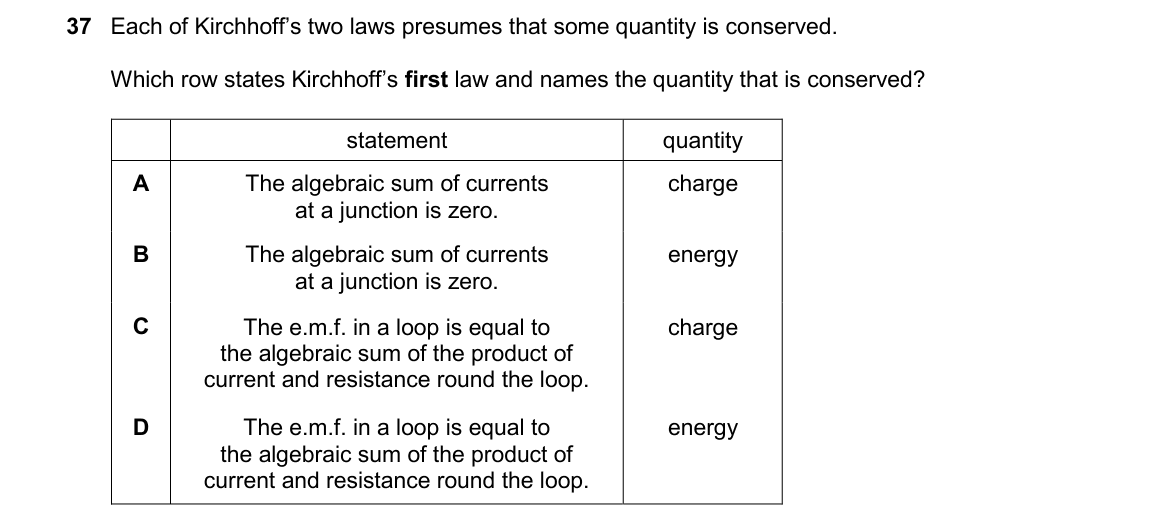 37 Each of Kirchhoff's two laws presumes that some quantity is conserved.
Which row states Kirchhoff's first law and names the quantity that is conserved?
statement quantity
A The algebraic sum of currents charge
at a junction is zero.
B The algebraic sum of currents energy
at a junction is zero.
C The e.m.f. in a loop is equal to charge
the algebraic sum of the product of
current and resistance round the loop.
D The e.m.f. in a loop is equal to energy
the algebraic sum of the product of
current and resistance round the loop.